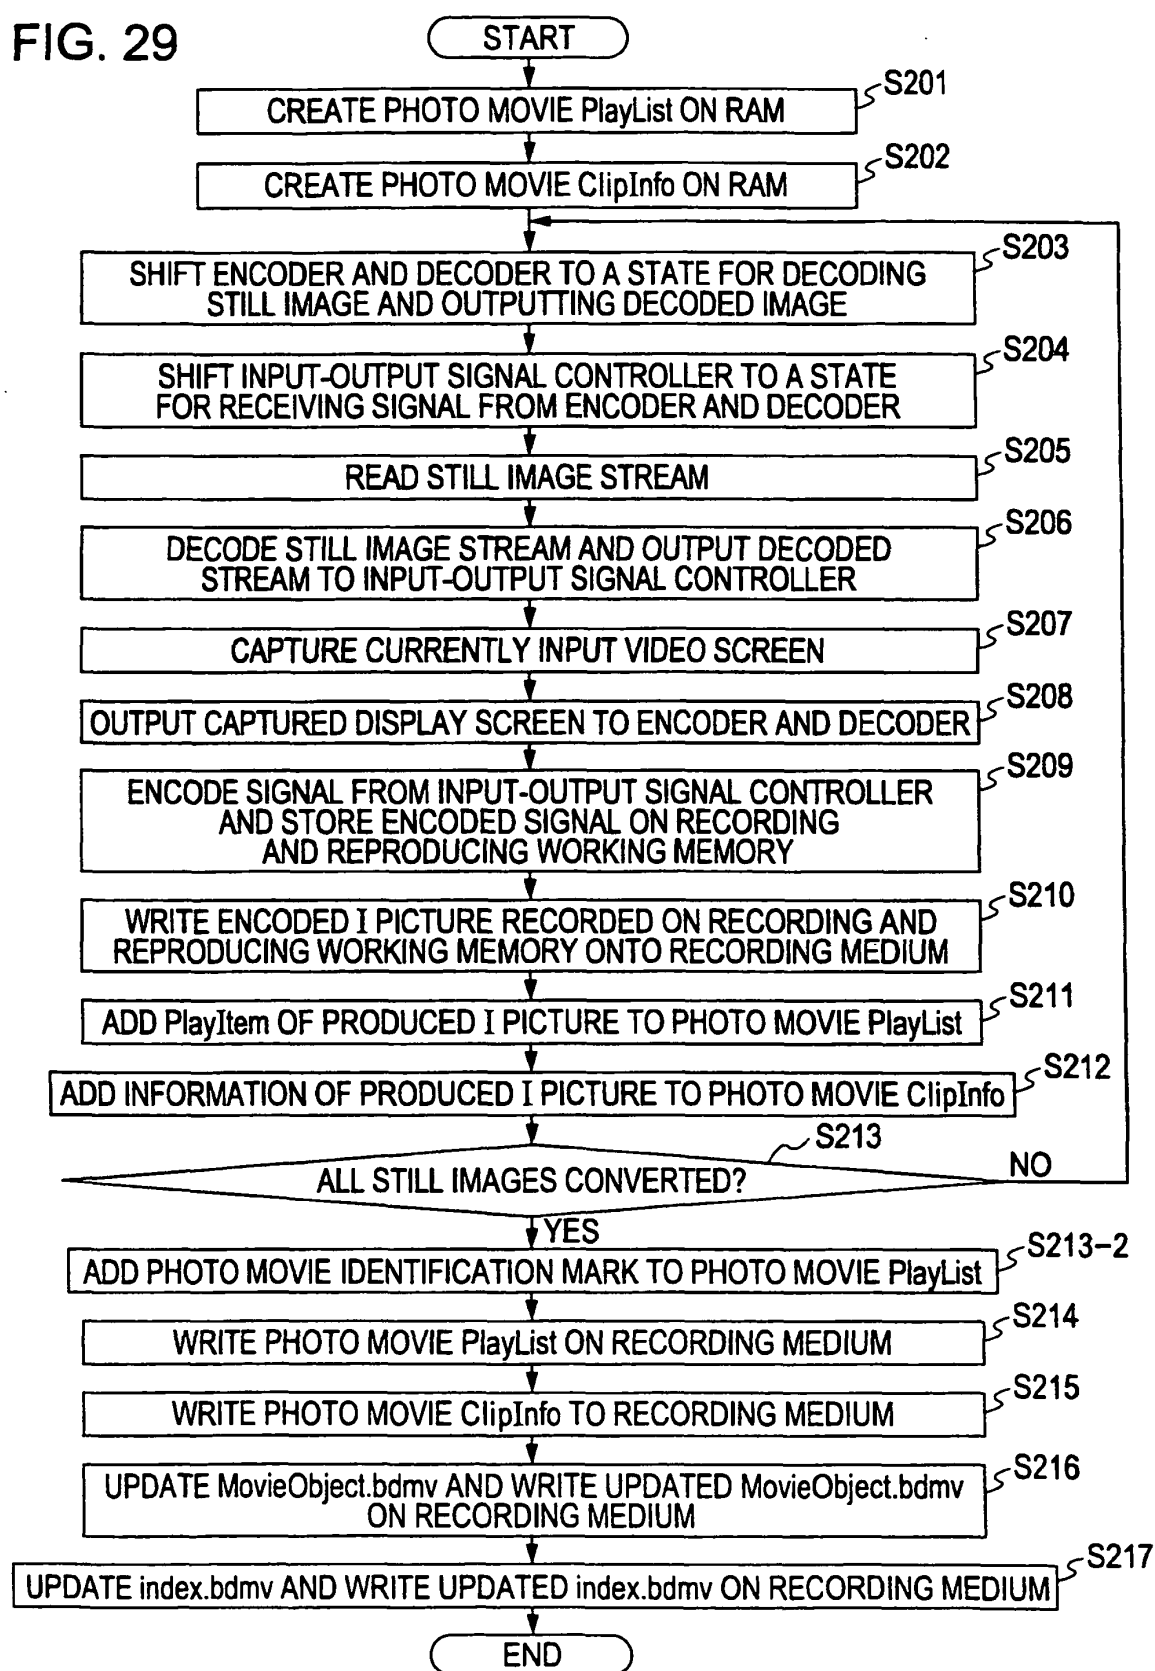 FIG. 29
START
S201
CREATE PHOTO MOVIE PlayList ON RAM
S202
CREATE PHOTO MOVIE ClipInfo ON RAM
S203
SHIFT ENCODER AND DECODER TO A STATE FOR DECODING
STILL IMAGE AND OUTPUTTING DECODED IMAGE
S204
SHIFT INPUT-OUTPUT SIGNAL CONTROLLER TO A STATE
FOR RECEIVING SIGNAL FROM ENCODER AND DECODER
S205
READ STILL IMAGE STREAM
S206
DECODE STILL IMAGE STREAM AND OUTPUT DECODED
STREAM TO INPUT-OUTPUT SIGNAL CONTROLLER
S207
CAPTURE CURRENTLY INPUT VIDEO SCREEN
S208
OUTPUT CAPTURED DISPLAY SCREEN TO ENCODER AND DECODER
S209
ENCODE SIGNAL FROM INPUT-OUTPUT SIGNAL CONTROLLER
AND STORE ENCODED SIGNAL ON RECORDING
AND REPRODUCING WORKING MEMORY
S210
WRITE ENCODED I PICTURE RECORDED ON RECORDING AND
REPRODUCING WORKING MEMORY ONTO RECORDING MEDIUM
S211
ADD PlayItem OF PRODUCED I PICTURE TO PHOTO MOVIE PlayList
S212
ADD INFORMATION OF PRODUCED I PICTURE TO PHOTO MOVIE ClipInfo
S213
ALL STILL IMAGES CONVERTED?
NO
YES
S213-2
ADD PHOTO MOVIE IDENTIFICATION MARK TO PHOTO MOVIE PlayList
S214
WRITE PHOTO MOVIE PlayList ON RECORDING MEDIUM
S215
WRITE PHOTO MOVIE ClipInfo TO RECORDING MEDIUM
S216
UPDATE MovieObject.bdmv AND WRITE UPDATED MovieObject.bdmv
ON RECORDING MEDIUM
S217
UPDATE index.bdmv AND WRITE UPDATED index.bdmv ON RECORDING MEDIUM
END